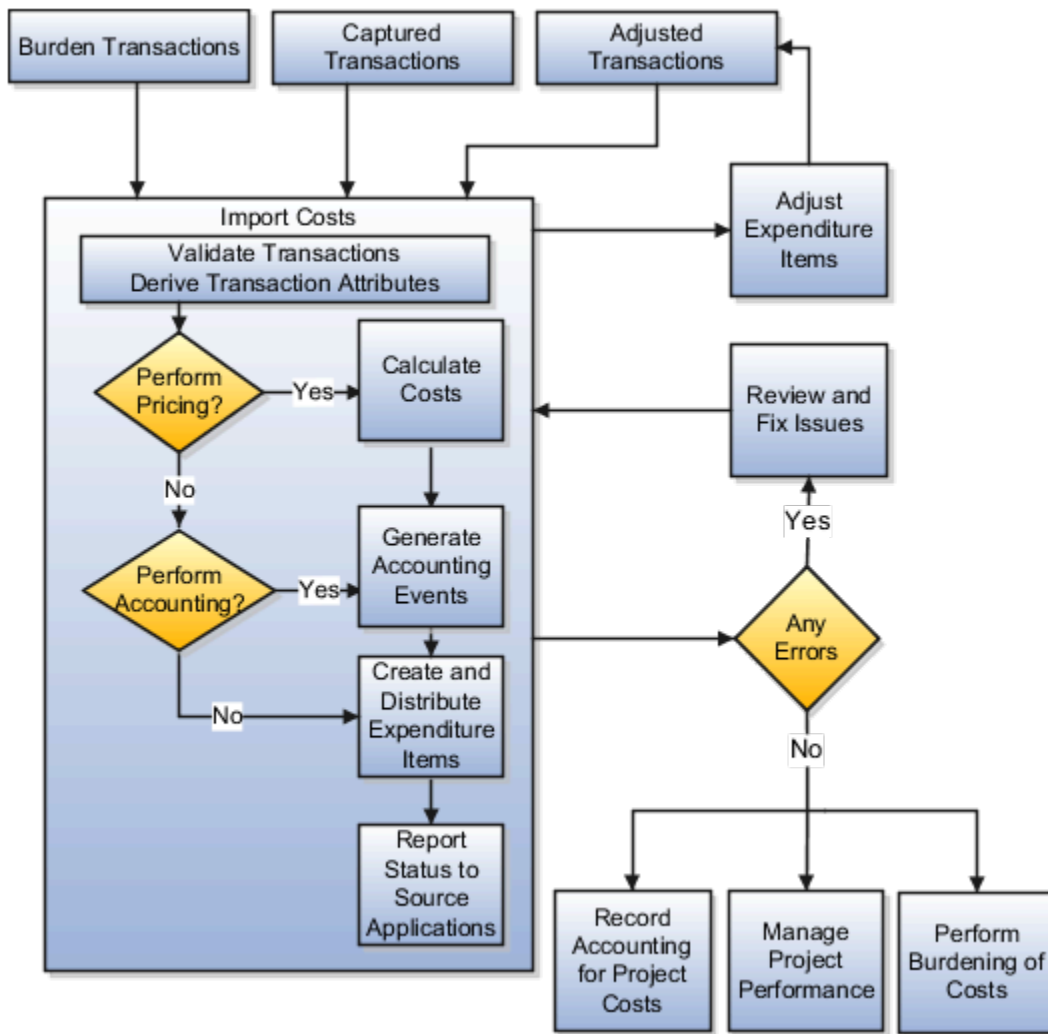 Burden Transactions
Captured
Transactions
Adjusted
Transactions
Adjust
Expenditure
Items
Import Costs
Validate Transactions
Derive Transaction Attributes
Perform
Pricing?
Yes
Calculate
Costs
Review and
Fix Issues
No
Yes
Perform
Accounting?
Yes
Generate
Accounting
Events
Any
Errors
No
Create and
Distribute
Expenditure
Items
No
Report
Status to
Source
Applications
Record
Accounting
for Project
Costs
Manage
Project
Performance
Perform
Burdening of
Costs